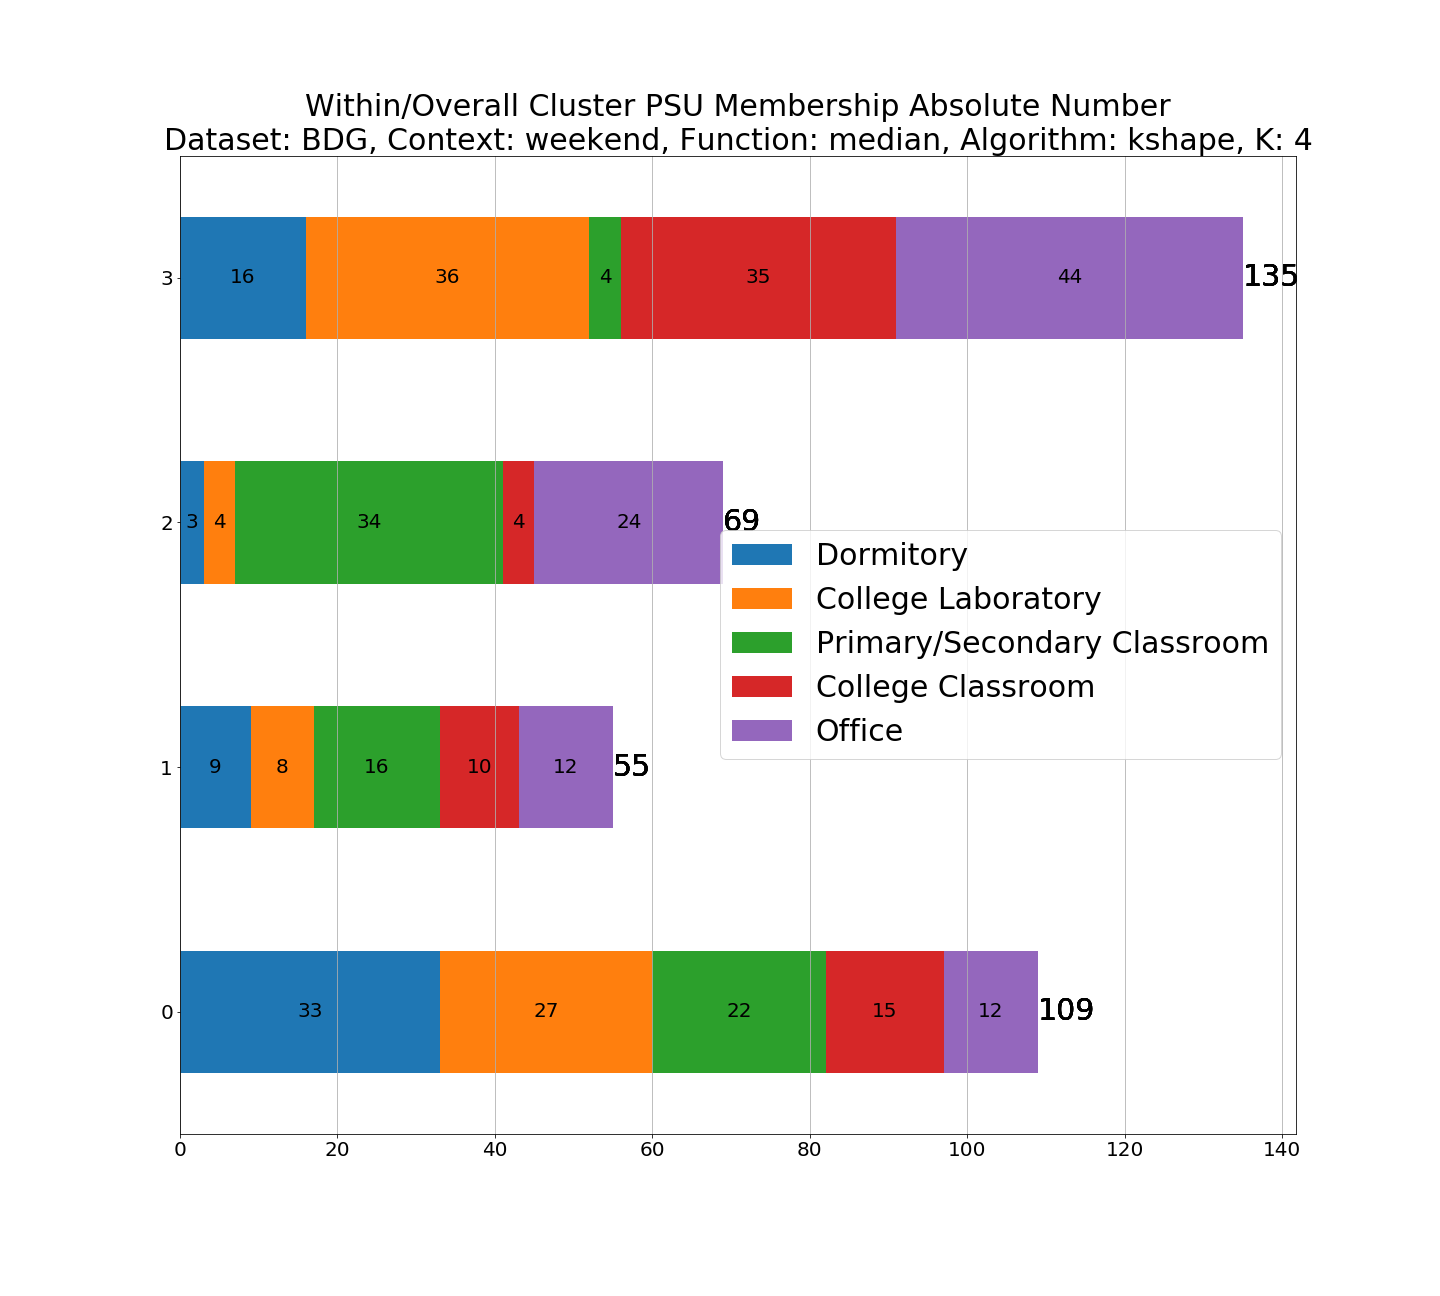 Within/Overall Cluster PSU Membership Absolute Number
Dataset: BDG, Context: weekend, Function: median, Algorithm: kshape, K: 4
3 16 36 4 35 44 135
2 3 4 34 4 24 69
Dormitory
College Laboratory
Primary/Secondary Classroom
College Classroom
Office
1 9 8 16 10 12 55
0 33 27 22 15 12 109
0 20 40 60 80 100 120 140